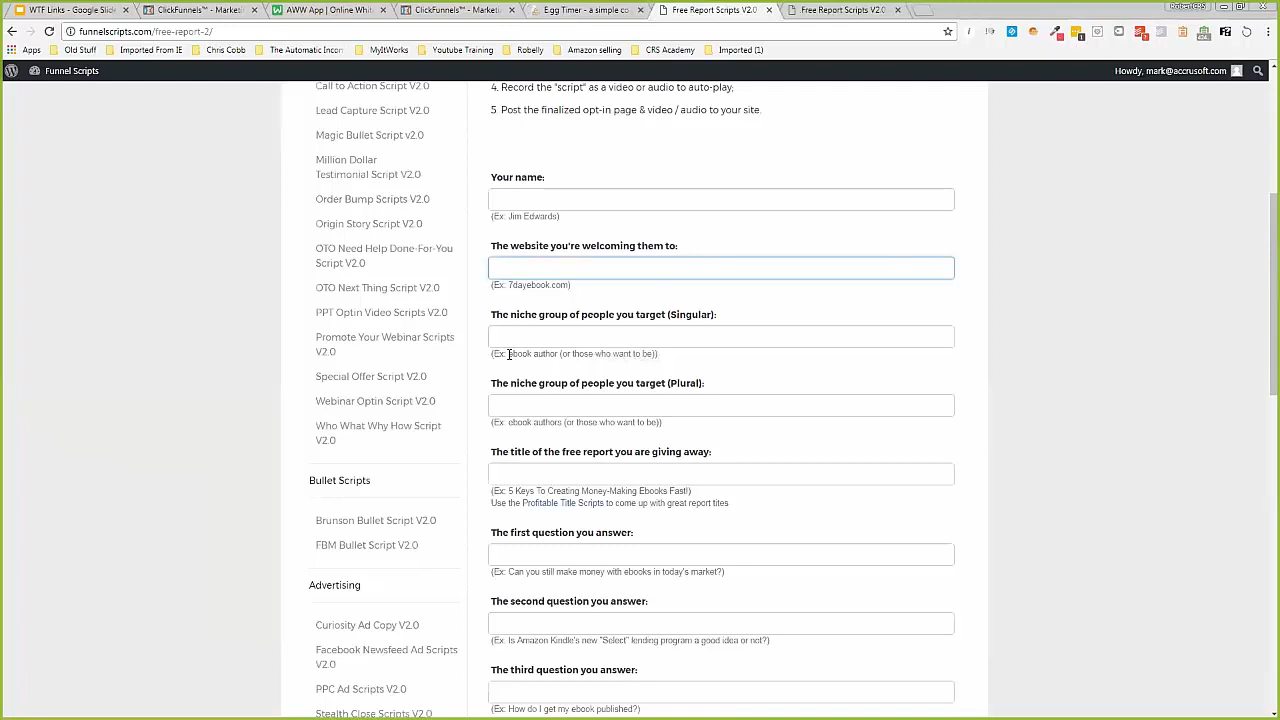 WTF Links - Google Slide
ClickFunnels™ - Marketi
AWW App | Online Whit
ClickFunnels™ - Marketi
Egg Timer - a simple co
Free Report Scripts V2.0
Free Report Scripts V2.0
funnelscripts.com/free-report-2/
Apps
Old Stuff
Imported From IE
Chris Cobb
The Automatic Incon
MyItWorks
Youtube Training
Robelly
Amazon selling
CRS Academy
Imported (1)
Funnel Scripts
Howdy, mark@accrusoft.com
Call to Action Script V2.0
Lead Capture Script V2.0
Magic Bullet Script v2.0
Million Dollar
Testimonial Script V2.0
Order Bump Scripts V2.0
Origin Story Script V2.0
OTO Need Help Done-For-You
Script V2.0
OTO Next Thing Script V2.0
PPT Optin Video Scripts V2.0
Promote Your Webinar Scripts
V2.0
Special Offer Script V2.0
Webinar Optin Script V2.0
Who What Why How Script
V2.0
Bullet Scripts
Brunson Bullet Script V2.0
FBM Bullet Script V2.0
Advertising
Curiosity Ad Copy V2.0
Facebook Newsfeed Ad Scripts
V2.0
PPC Ad Scripts V2.0
Stealth Close Scripts V2.0
4. Record the "script" as a video or audio to auto-play;
5. Post the finalized opt-in page & video / audio to your site.
Your name:
(Ex: Jim Edwards)
The website you're welcoming them to:
(Ex: 7dayebook.com)
The niche group of people you target (Singular):
(Ex: ebook author (or those who want to be))
The niche group of people you target (Plural):
(Ex: ebook authors (or those who want to be))
The title of the free report you are giving away:
(Ex: 5 Keys To Creating Money-Making Ebooks Fast!)
Use the Profitable Title Scripts to come up with great report tites
The first question you answer:
(Ex: Can you still make money with ebooks in today's market?)
The second question you answer:
(Ex: Is Amazon Kindle's new "Select" lending program a good idea or not?)
The third question you answer:
(Ex: How do I get my ebook published?)